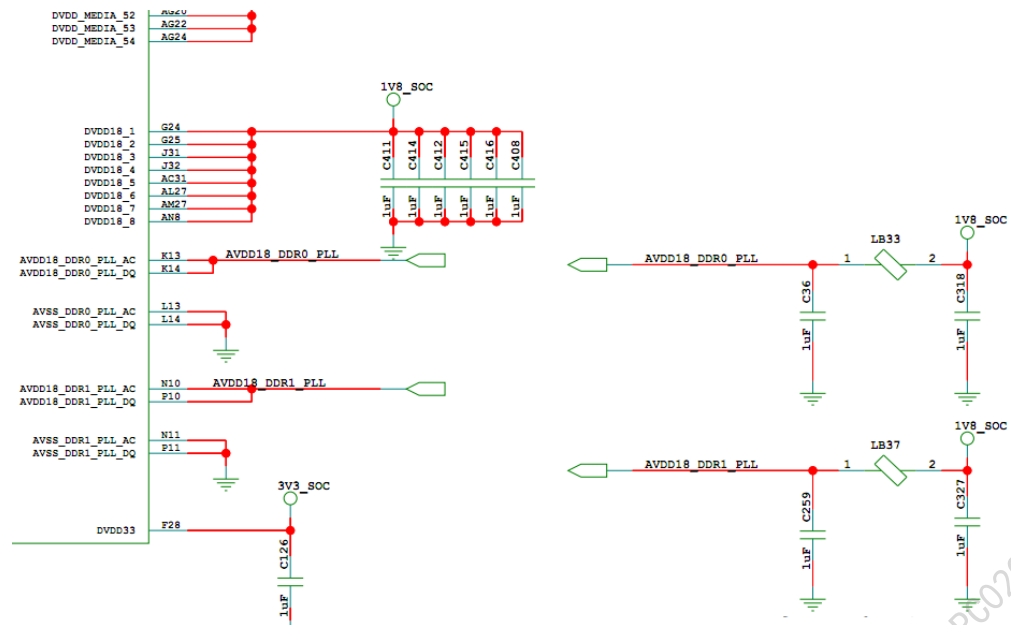 DVDD_MEDIA_52 AG20
DVDD_MEDIA_53 AG22
DVDD_MEDIA_54 AG24
1V8_SOC
DVDD18_1 G24
DVDD18_2 G25
DVDD18_3 J31
DVDD18_4 J32
DVDD18_5 AC31
DVDD18_6 AL27
DVDD18_7 AM27
DVDD18_8 AN8
C411 C414 C412 C415 C416 C408
1uF 1uF 1uF 1uF 1uF 1uF
AVDD18_DDR0_PLL_AC K13 AVDD18_DDR0_PLL
AVDD18_DDR0_PLL_DQ K14
AVSS_DDR0_PLL_AC L13
AVSS_DDR0_PLL_DQ L14
AVDD18_DDR1_PLL_AC N10 AVDD18_DDR1_PLL
AVDD18_DDR1_PLL_DQ P10
AVSS_DDR1_PLL_AC N11
AVSS_DDR1_PLL_DQ P11
3V3_SOC
DVDD33 F28
C126
1uF
1V8_SOC
LB33
AVDD18_DDR0_PLL 1 2
C36 C318
1uF 1uF
1V8_SOC
LB37
AVDD18_DDR1_PLL 1 2
C259 C327
1uF 1uF